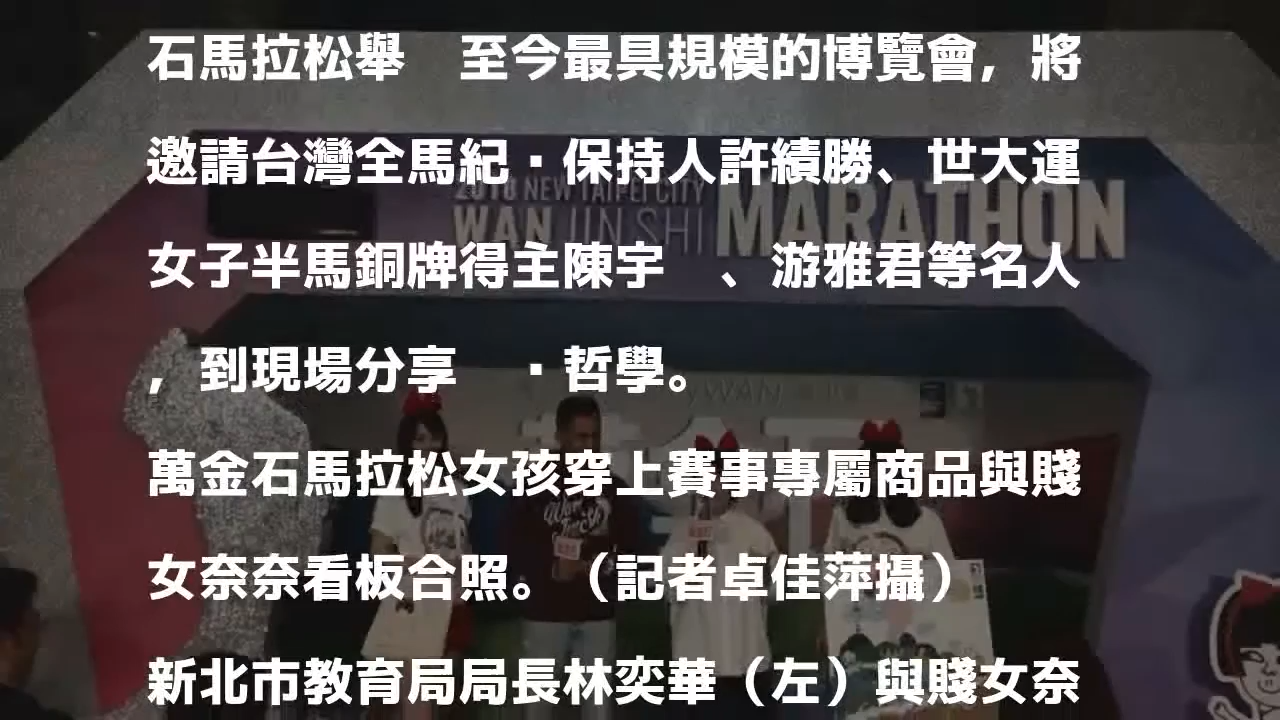 石馬拉松舉　至今最具規模的博覽會，將
邀請台灣全馬紀▪保持人許績勝、世大運
女子半馬銅牌得主陳宇　、游雅君等名人
，到現場分享　▪哲學。
萬金石馬拉松女孩穿上賽事專屬商品與賤
女奈奈看板合照。（記者卓佳萍攝）
新北市教育局局長林奕華（左）與賤女奈
NEW TAIPEI CITY
WAN JIN SHI MARATHON